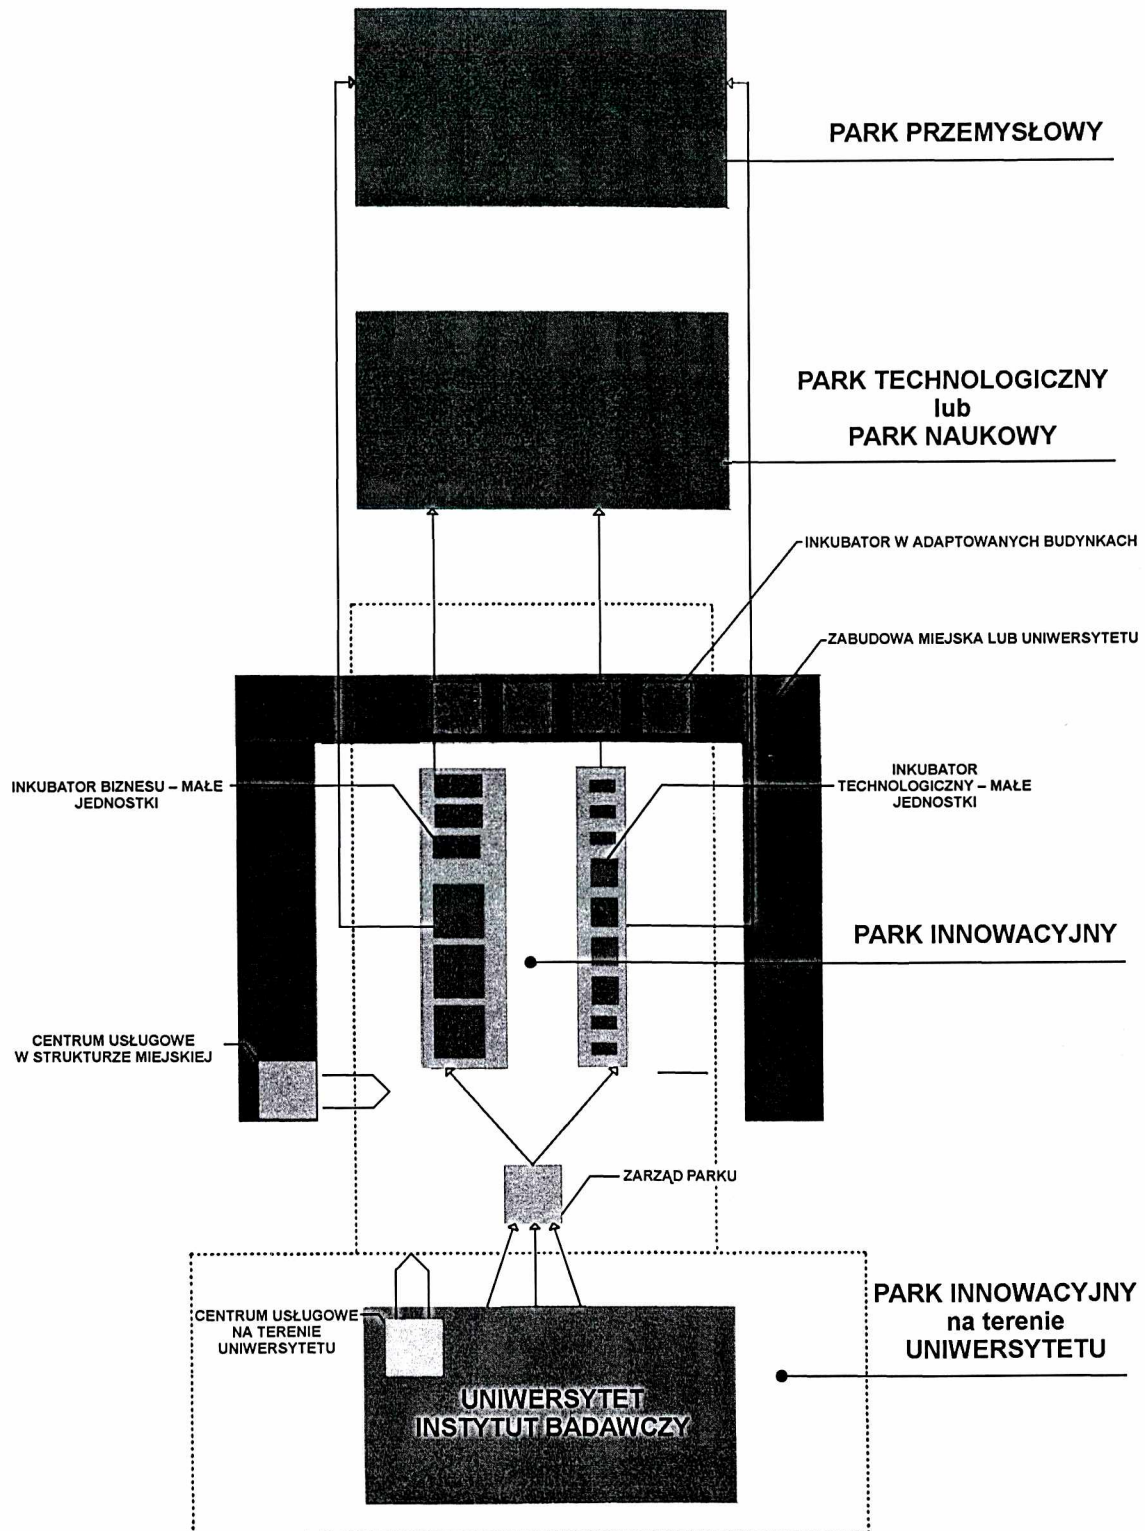 PARK PRZEMYSŁOWY
PARK TECHNOLOGICZNY
lub
PARK NAUKOWY
INKUBATOR W ADAPTOWANYCH BUDYNKACH
ZABUDOWA MIEJSKA LUB UNIWERSYTETU
INKUBATOR BIZNESU – MAŁE
JEDNOSTKI
INKUBATOR
TECHNOLOGICZNY – MAŁE
JEDNOSTKI
PARK INNOWACYJNY
CENTRUM USŁUGOWE
W STRUKTURZE MIEJSKIEJ
ZARZĄD PARKU
PARK INNOWACYJNY
na terenie
UNIWERSYTETU
CENTRUM USŁUGOWE
NA TERENIE
UNIWERSYTETU
UNIWERSYTET
INSTYTUT BADAWCZY